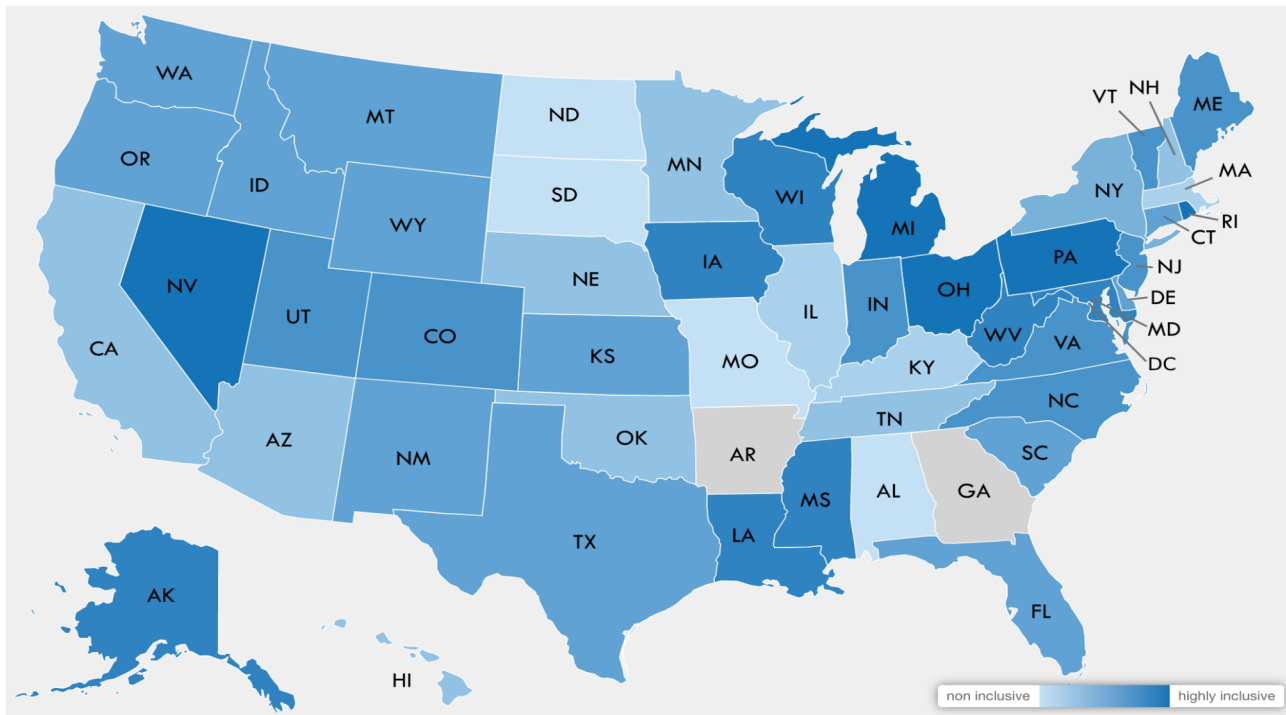 WA
MT
ND
MN
VT
NH
ME
OR
ID
SD
WI
MA
WY
NY
MI
RI
CT
IA
PA
NJ
NV
NE
DE
UT
IL
IN
OH
MD
CO
WV
VA
DC
CA
KS
MO
KY
NC
AZ
OK
TN
NM
AR
SC
MS
AL
GA
TX
LA
AK
FL
HI
non inclusive
highly inclusive